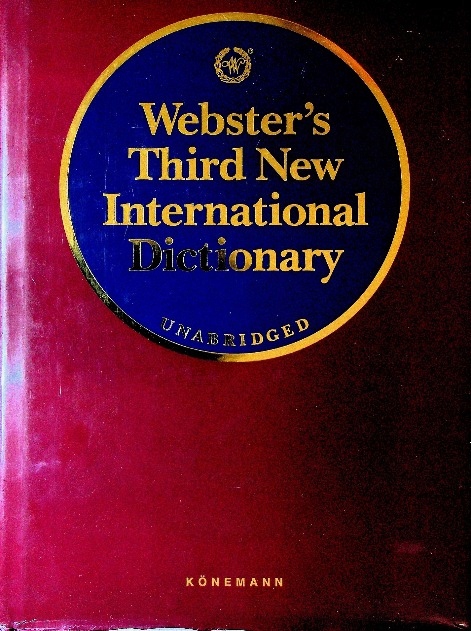 Webster's
Third New
International
Dictionary
UNABRIDGED
KÖNEMANN